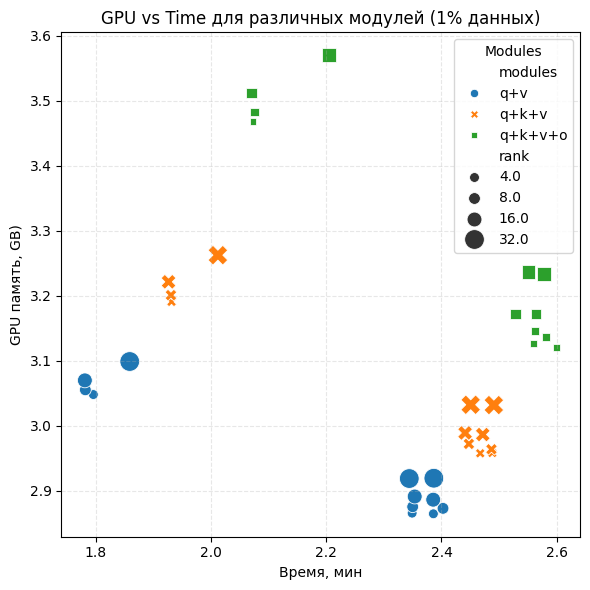 GPU vs Time для различных модулей (1% данных)
3.6
3.5
3.4
3.3
3.2
3.1
3.0
2.9
GPU память, GB)
Modules
modules
q+v
q+k+v
q+k+v+o
rank
4.0
8.0
16.0
32.0
1.8
2.0
2.2
2.4
2.6
Время, мин